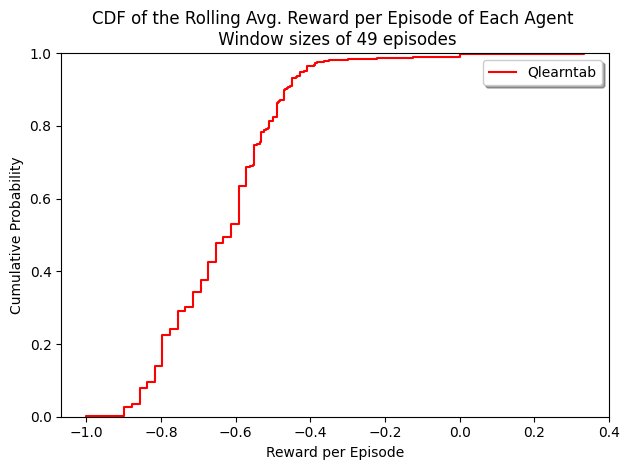 CDF of the Rolling Avg. Reward per Episode of Each Agent
Window sizes of 49 episodes
Qlearntab
Cumulative Probability
1.0
0.8
0.6
0.4
0.2
0.0
−1.0 −0.8 −0.6 −0.4 −0.2 0.0 0.2 0.4
Reward per Episode